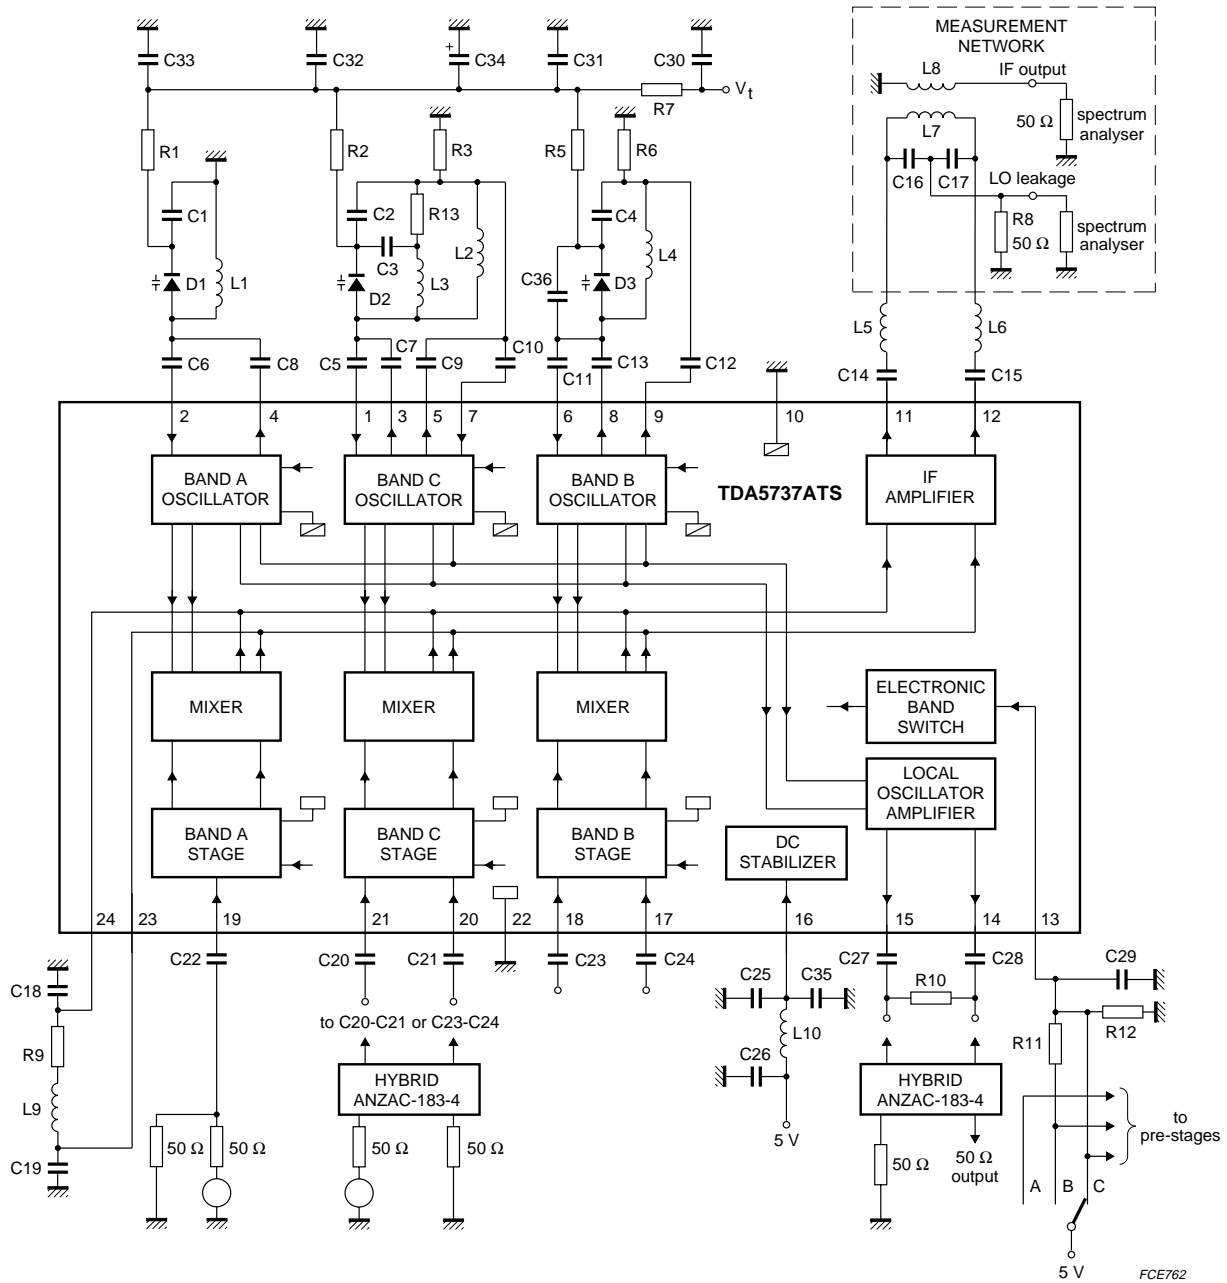 MEASUREMENT
NETWORK
C33
C32
+
C34
C31
C30
R7
Vt
L8
IF output
50 Ω
spectrum
analyser
L7
C16
C17
LO leakage
R8
50 Ω
spectrum
analyser
R1
R2
R3
R5
R6
C1
C2
R13
C4
C3
L2
L4
D1
L1
D2
L3
C36
D3
L5
L6
C6
C8
C5
C7
C9
C10
C11
C13
C12
C14
C15
2
4
1
3
5
7
6
8
9
10
11
12
BAND A
OSCILLATOR
BAND C
OSCILLATOR
BAND B
OSCILLATOR
TDA5737ATS
IF
AMPLIFIER
MIXER
MIXER
MIXER
ELECTRONIC
BAND
SWITCH
LOCAL
OSCILLATOR
AMPLIFIER
BAND A
STAGE
BAND C
STAGE
BAND B
STAGE
DC
STABILIZER
24
23
19
21
20
22
18
17
16
15
14
13
C22
C20
C21
C23
C24
C25
C35
C27
C28
C29
C18
R10
R12
R11
to C20-C21 or C23-C24
L10
R9
C26
L9
HYBRID
ANZAC-183-4
HYBRID
ANZAC-183-4
5 V
to
pre-stages
C19
50 Ω
50 Ω
50 Ω
50 Ω
50 Ω
50 Ω
output
A
B
C
5 V
FCE762